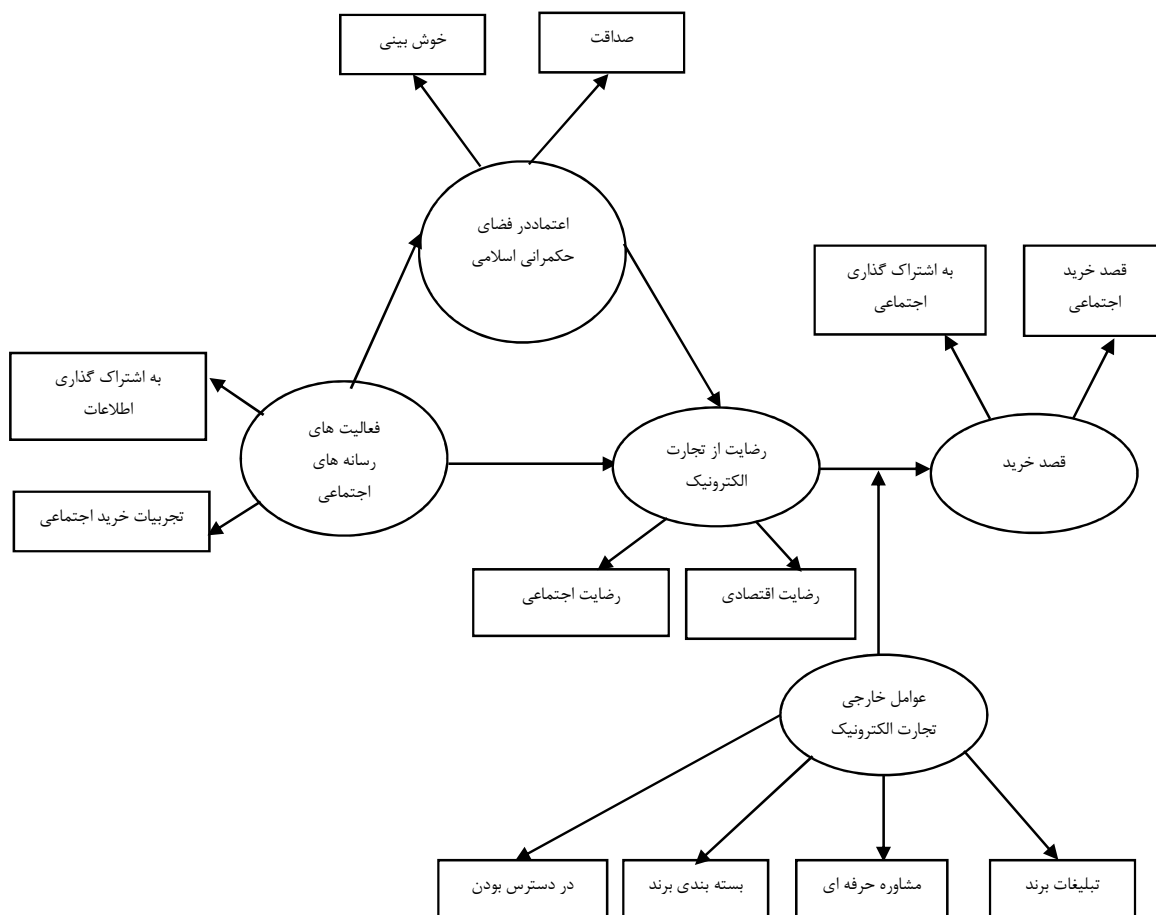 صداقت
خوش بینی
اعتماددر فضای
حکمرانی اسلامی
قصد خرید
اجتماعی
به اشتراک گذاری
اجتماعی
به اشتراک گذاری
اطلاعات
فعالیت های
رسانه های
اجتماعی
رضایت از تجارت
الکترونیک
قصد خرید
تجربیات خرید اجتماعی
رضایت اقتصادی
رضایت اجتماعی
عوامل خارجی
تجارت الکترونیک
تبلیغات برند
مشاوره حرفه ای
بسته بندی برند
در دسترس بودن